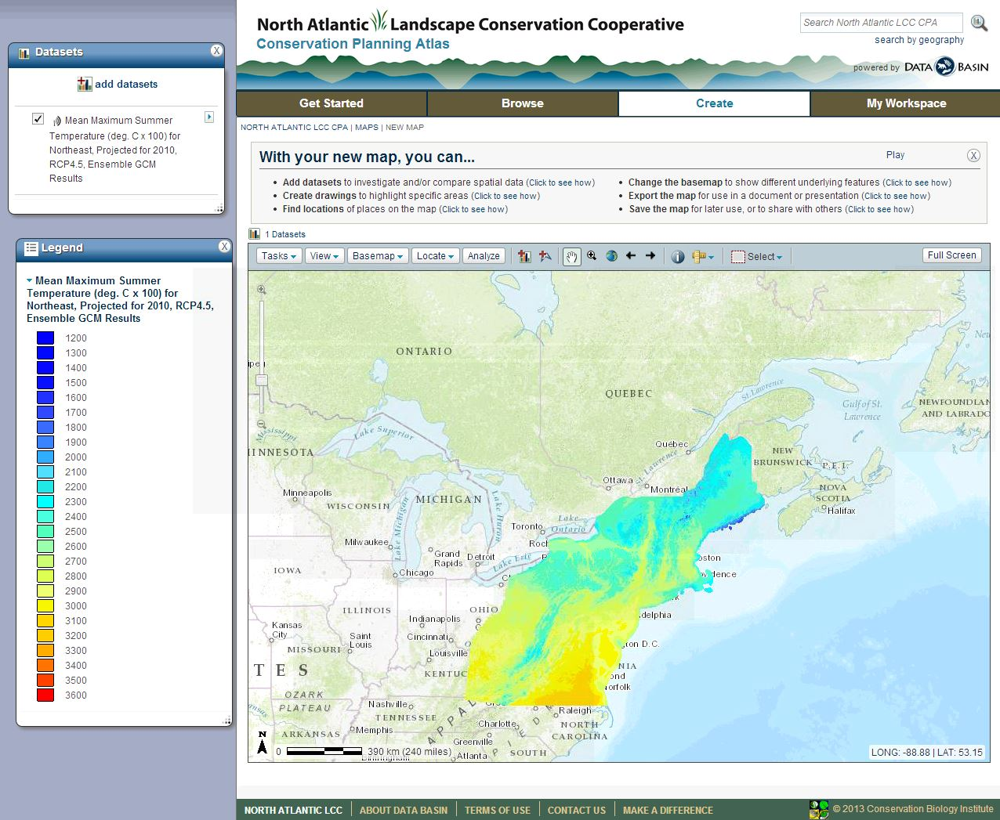 North Atlantic Landscape Conservation Cooperative
Conservation Planning Atlas
Search North Atlantic LCC CPA
search by geography
powered by DATA BASIN
Get Started Browse Create My Workspace
NORTH ATLANTIC LCC CPA | MAPS | NEW MAP
Datasets X
add datasets
Mean Maximum Summer
Temperature (deg. C x 100) for
Northeast, Projected for 2010,
RCP4.5, Ensemble GCM
Results
With your new map, you can...
Play X
Add datasets to investigate and/or compare spatial data (Click to see how)
Create drawings to highlight specific areas (Click to see how)
Find locations of places on the map (Click to see how)
Change the basemap to show different underlying features (Click to see how)
Export the map for use in a document or presentation (Click to see how)
Save the map for later use, or to share with others (Click to see how)
1 Datasets
Tasks View Basemap Locate Analyze Select Full Screen
Legend X
Mean Maximum Summer
Temperature (deg. C x 100) for
Northeast, Projected for 2010, RCP4.5,
Ensemble GCM Results
1200
1300
1400
1500
1600
1700
1800
1900
2000
2100
2200
2300
2400
2500
2600
2700
2800
2900
3000
3100
3200
3300
3400
3500
3600
ONTARIO
QUEBEC
St. Lawrence
Gulf of St.
Lawrence
NEWFOUNDLAN
AND LABRADO
Mississippi
Lake Superior
INNESOTA
Québec
St. Lawrence
NEW
BRUNSWICK
P.E.I.
Ottawa
Montréal
NOVA
SCOTIA
Halifax
Minneapolis
WISCONSIN
MICHIGAN
Lake Michigan
Lake Huron
Toronto
Lake
Ontario
Roch
Milwaukee
Grand
Rapids
Detroit
Lake Erie
oston
vidence
IOWA
Chicago
ILLINOIS
OHIO
delphia
Indianapolis
Kansas
City
Saint
Louis
Cincinnati
ton D.C.
MISSOURI
Louisville
NIA
TES
KENTUC
ond
orfolk
OZARK
PLATEAU
Nashville
TENNESSEE
Raleigh
Charlotte
NORTH
CAROLINA
ARKANSAS
Memphis
APPAL
PIEDM
Greenville
Atlanta
SOUTH
Birmingham
N
0 390 km (240 miles)
LONG: -88.88 | LAT: 53.15
NORTH ATLANTIC LCC ABOUT DATA BASIN TERMS OF USE CONTACT US MAKE A DIFFERENCE
© 2013 Conservation Biology Institute